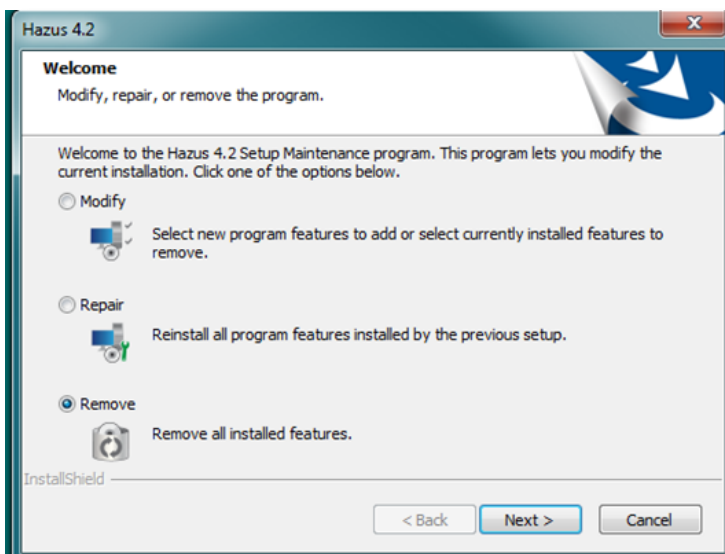 Hazus 4.2
Welcome
Modify, repair, or remove the program.
Welcome to the Hazus 4.2 Setup Maintenance program. This program lets you modify the
current installation. Click one of the options below.
Modify
Select new program features to add or select currently installed features to
remove.
Repair
Reinstall all program features installed by the previous setup.
Remove
Remove all installed features.
InstallShield
< Back Next > Cancel